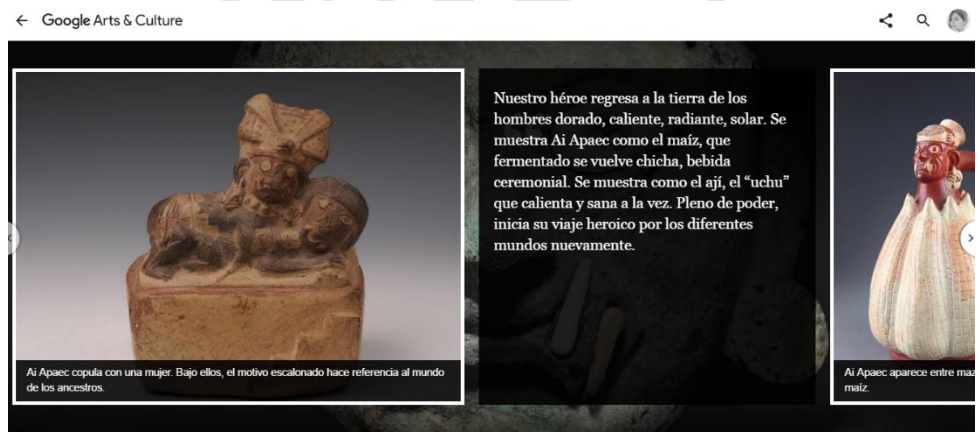 Google Arts & Culture
Nuestro héroe regresa a la tierra de los
hombres dorado, caliente, radiante, solar. Se
muestra Ai Apaec como el maíz, que
fermentado se vuelve chicha, bebida
ceremonial. Se muestra como el ají, el “uchu”
que calienta y sana a la vez. Pleno de poder,
inicia su viaje heroico por los diferentes
mundos nuevamente.
Ai Apaec copula con una mujer. Bajo ellos, el motivo escalonado hace referencia al mundo
de los ancestros.
Ai Apaec aparece entre maz
maíz.